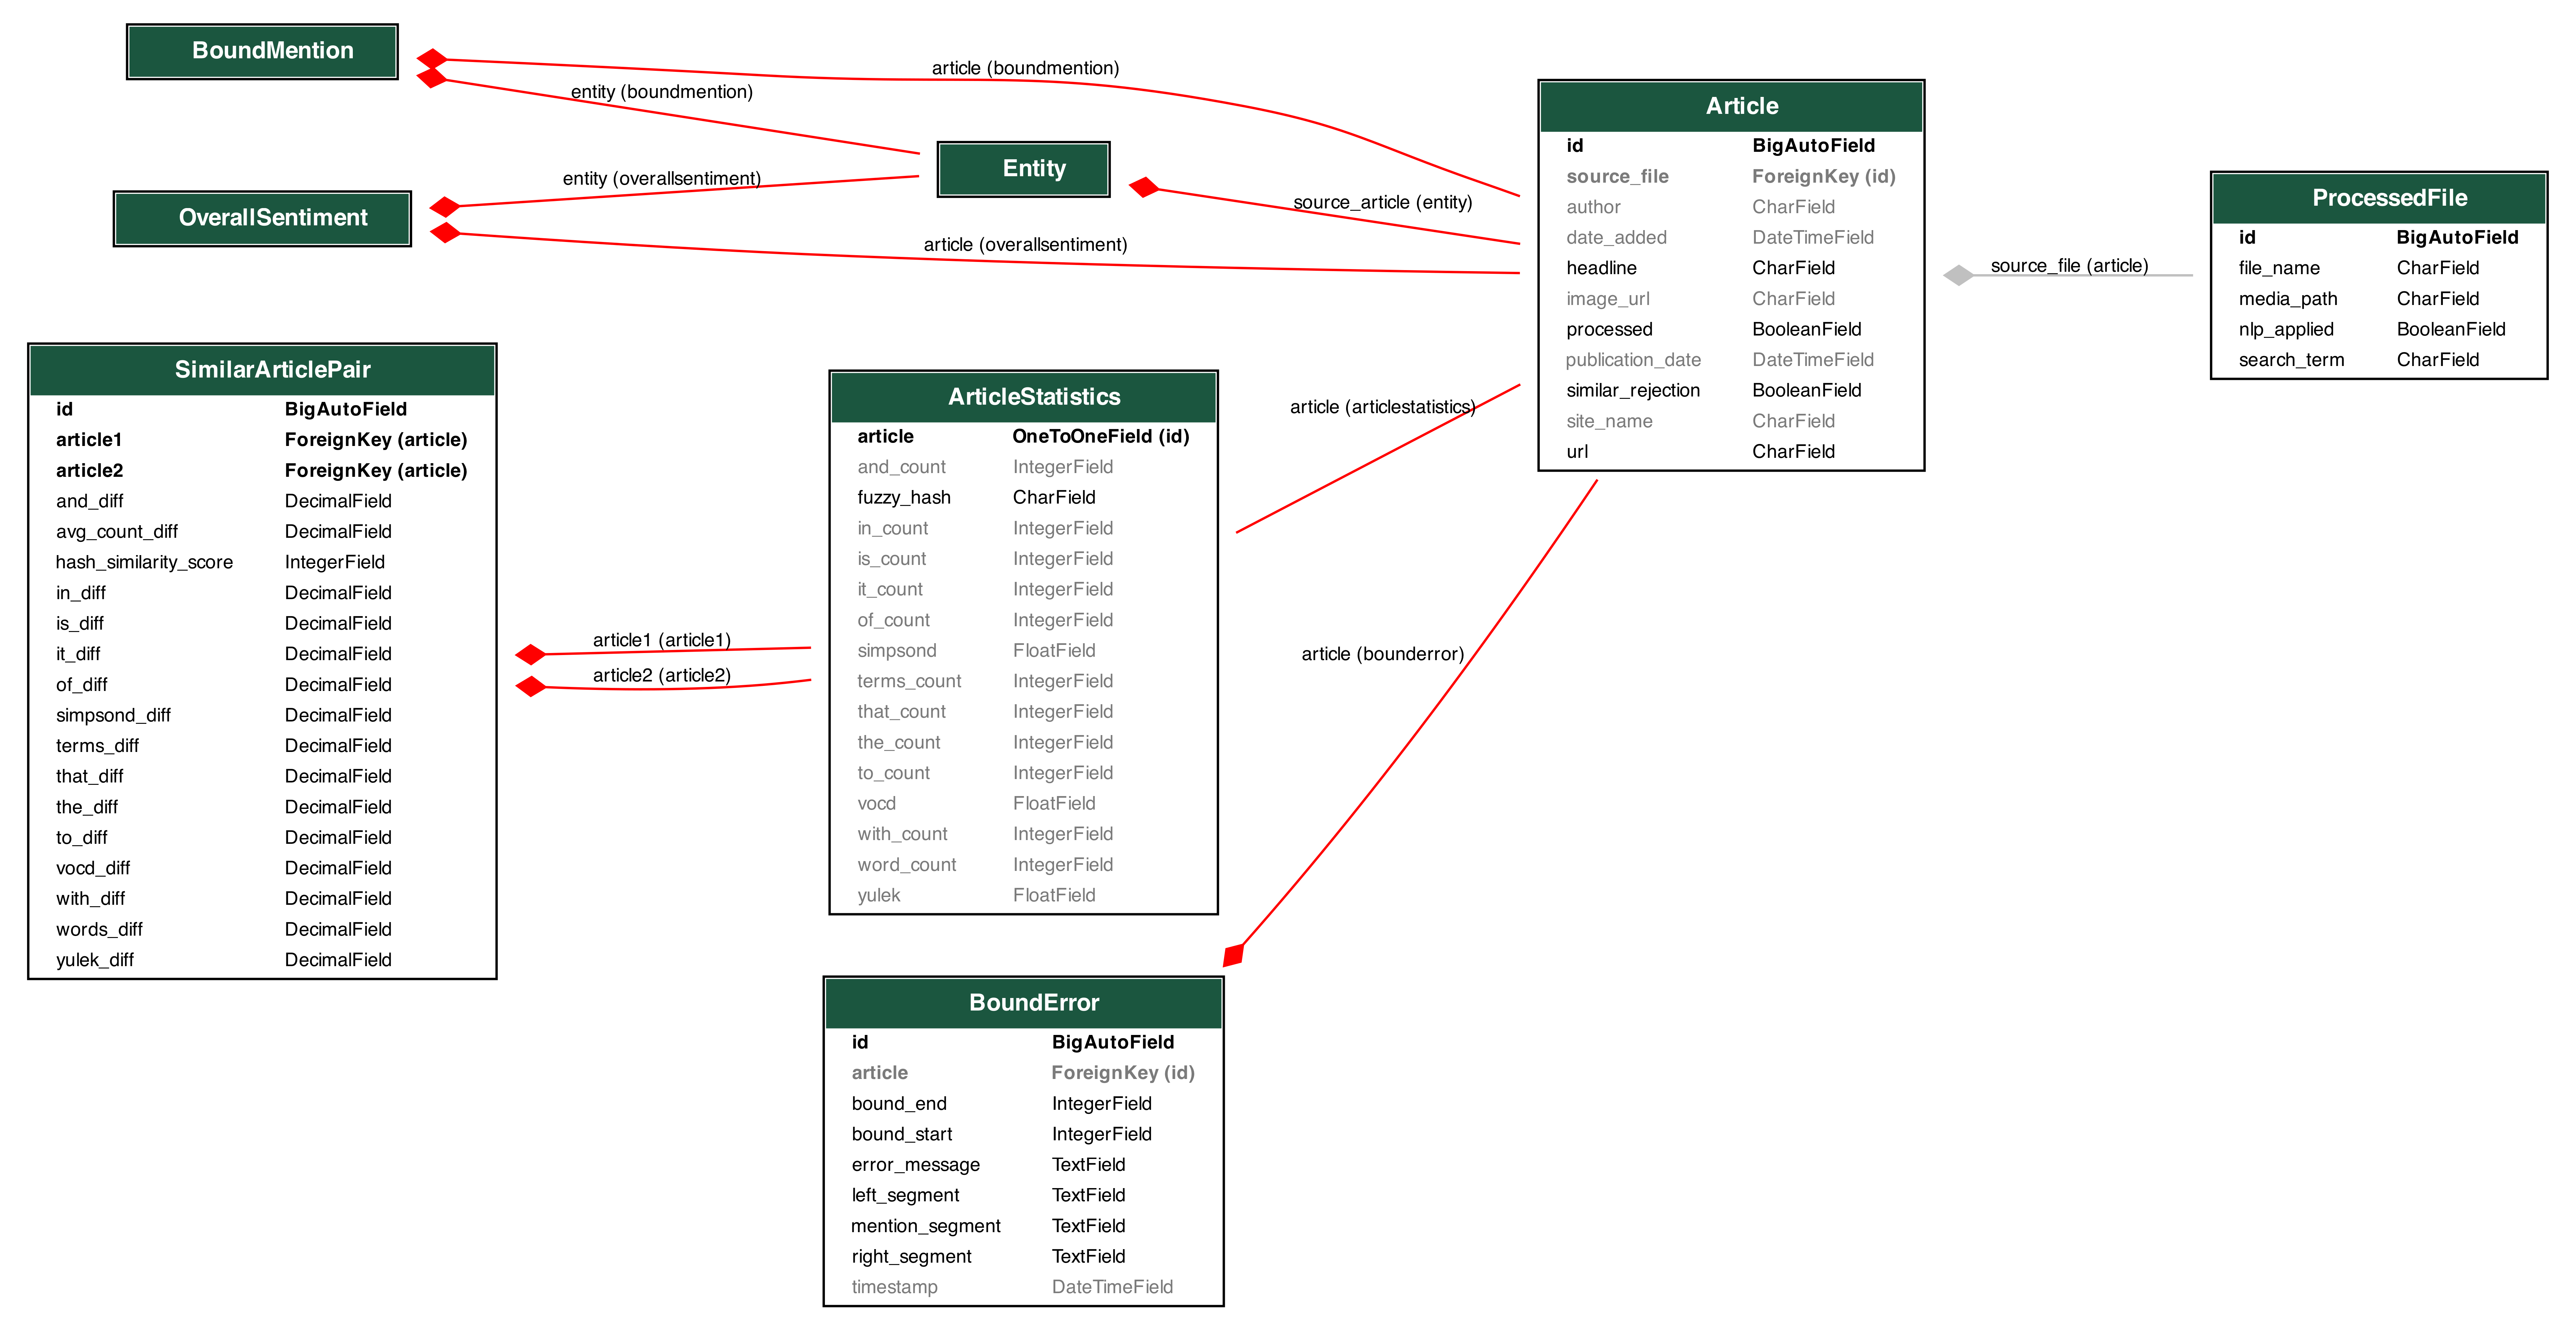 BoundMention
article (boundmention)
entity (boundmention)
Entity
OverallSentiment
entity (overallsentiment)
source_article (entity)
article (overallsentiment)
Article
id BigAutoField
source_file ForeignKey (id)
author CharField
date_added DateTimeField
headline CharField
image_url CharField
processed BooleanField
publication_date DateTimeField
similar_rejection BooleanField
site_name CharField
url CharField
source_file (article)
ProcessedFile
id BigAutoField
file_name CharField
media_path CharField
nlp_applied BooleanField
search_term CharField
SimilarArticlePair
id BigAutoField
article1 ForeignKey (article)
article2 ForeignKey (article)
and_diff DecimalField
avg_count_diff DecimalField
hash_similarity_score IntegerField
in_diff DecimalField
is_diff DecimalField
it_diff DecimalField
of_diff DecimalField
simpsond_diff DecimalField
terms_diff DecimalField
that_diff DecimalField
the_diff DecimalField
to_diff DecimalField
vocd_diff DecimalField
with_diff DecimalField
words_diff DecimalField
yulek_diff DecimalField
article1 (article1)
article2 (article2)
ArticleStatistics
article OneToOneField (id)
and_count IntegerField
fuzzy_hash CharField
in_count IntegerField
is_count IntegerField
it_count IntegerField
of_count IntegerField
simpsond FloatField
terms_count IntegerField
that_count IntegerField
the_count IntegerField
to_count IntegerField
vocd FloatField
with_count IntegerField
word_count IntegerField
yulek FloatField
article (articlestatistics)
article (bounderror)
BoundError
id BigAutoField
article ForeignKey (id)
bound_end IntegerField
bound_start IntegerField
error_message TextField
left_segment TextField
mention_segment TextField
right_segment TextField
timestamp DateTimeField